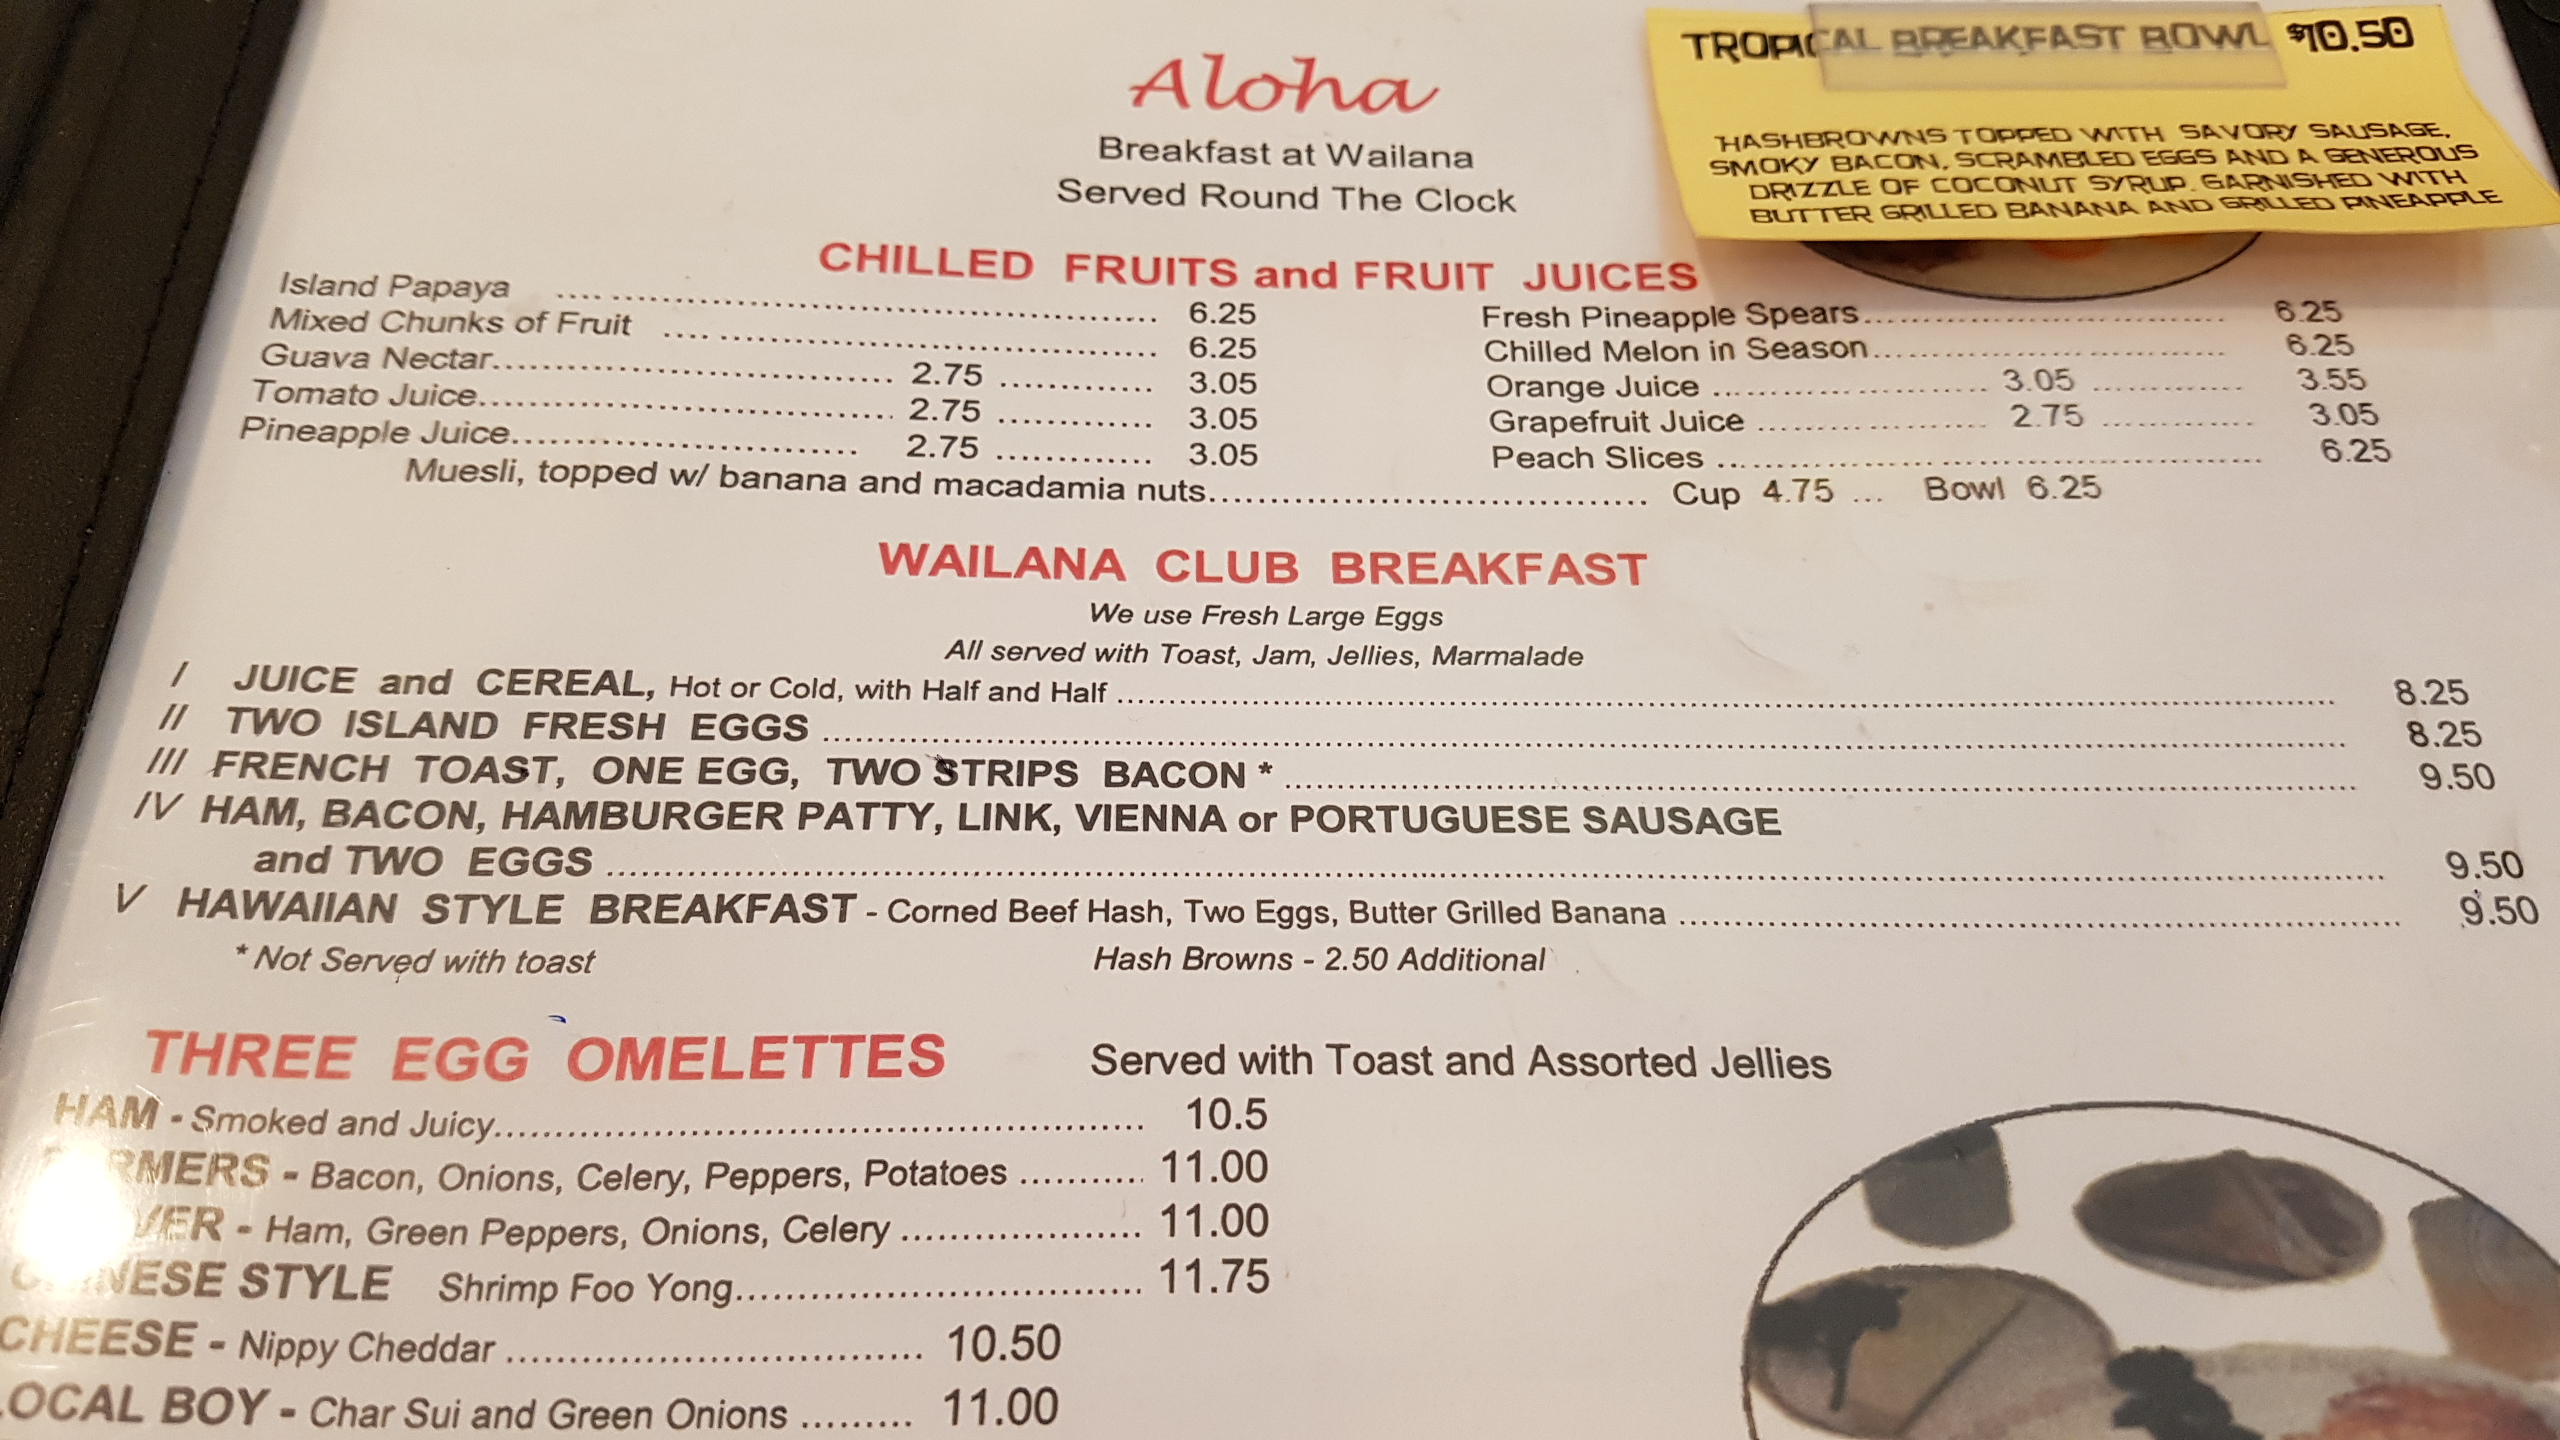 TROPICAL BREAKFAST BOWL $10.50
HASHBROWNS TOPPED WITH SAVORY SAUSAGE,
SMOKY BACON, SCRAMBLED EGGS AND A GENEROUS
DRIZZLE OF COCONUT SYRUP. GARNISHED WITH
BUTTER GRILLED BANANA AND GRILLED PINEAPPLE
Aloha
Breakfast at Wailana
Served Round The Clock
CHILLED FRUITS and FRUIT JUICES
Island Papaya .... 6.25
Mixed Chunks of Fruit .... 6.25
Guava Nectar.... 2.75 .... 3.05
Tomato Juice.... 2.75 .... 3.05
Pineapple Juice.... 2.75 .... 3.05
Fresh Pineapple Spears.... 6.25
Chilled Melon in Season.... 6.25
Orange Juice .... 3.05 .... 3.55
Grapefruit Juice .... 2.75 .... 3.05
Peach Slices .... 6.25
Muesli, topped w/ banana and macadamia nuts.... Cup 4.75 ... Bowl 6.25
WAILANA CLUB BREAKFAST
We use Fresh Large Eggs
All served with Toast, Jam, Jellies, Marmalade
I JUICE and CEREAL, Hot or Cold, with Half and Half .... 8.25
II TWO ISLAND FRESH EGGS .... 8.25
III FRENCH TOAST, ONE EGG, TWO STRIPS BACON * .... 9.50
IV HAM, BACON, HAMBURGER PATTY, LINK, VIENNA or PORTUGUESE SAUSAGE
and TWO EGGS .... 9.50
V HAWAIIAN STYLE BREAKFAST - Corned Beef Hash, Two Eggs, Butter Grilled Banana .... 9.50
* Not Served with toast Hash Browns - 2.50 Additional
THREE EGG OMELETTES Served with Toast and Assorted Jellies
HAM - Smoked and Juicy.... 10.5
- Bacon, Onions, Celery, Peppers, Potatoes .... 11.00
- Ham, Green Peppers, Onions, Celery .... 11.00
STYLE Shrimp Foo Yong.... 11.75
CHEESE - Nippy Cheddar .... 10.50
LOCAL BOY - Char Sui and Green Onions .... 11.00